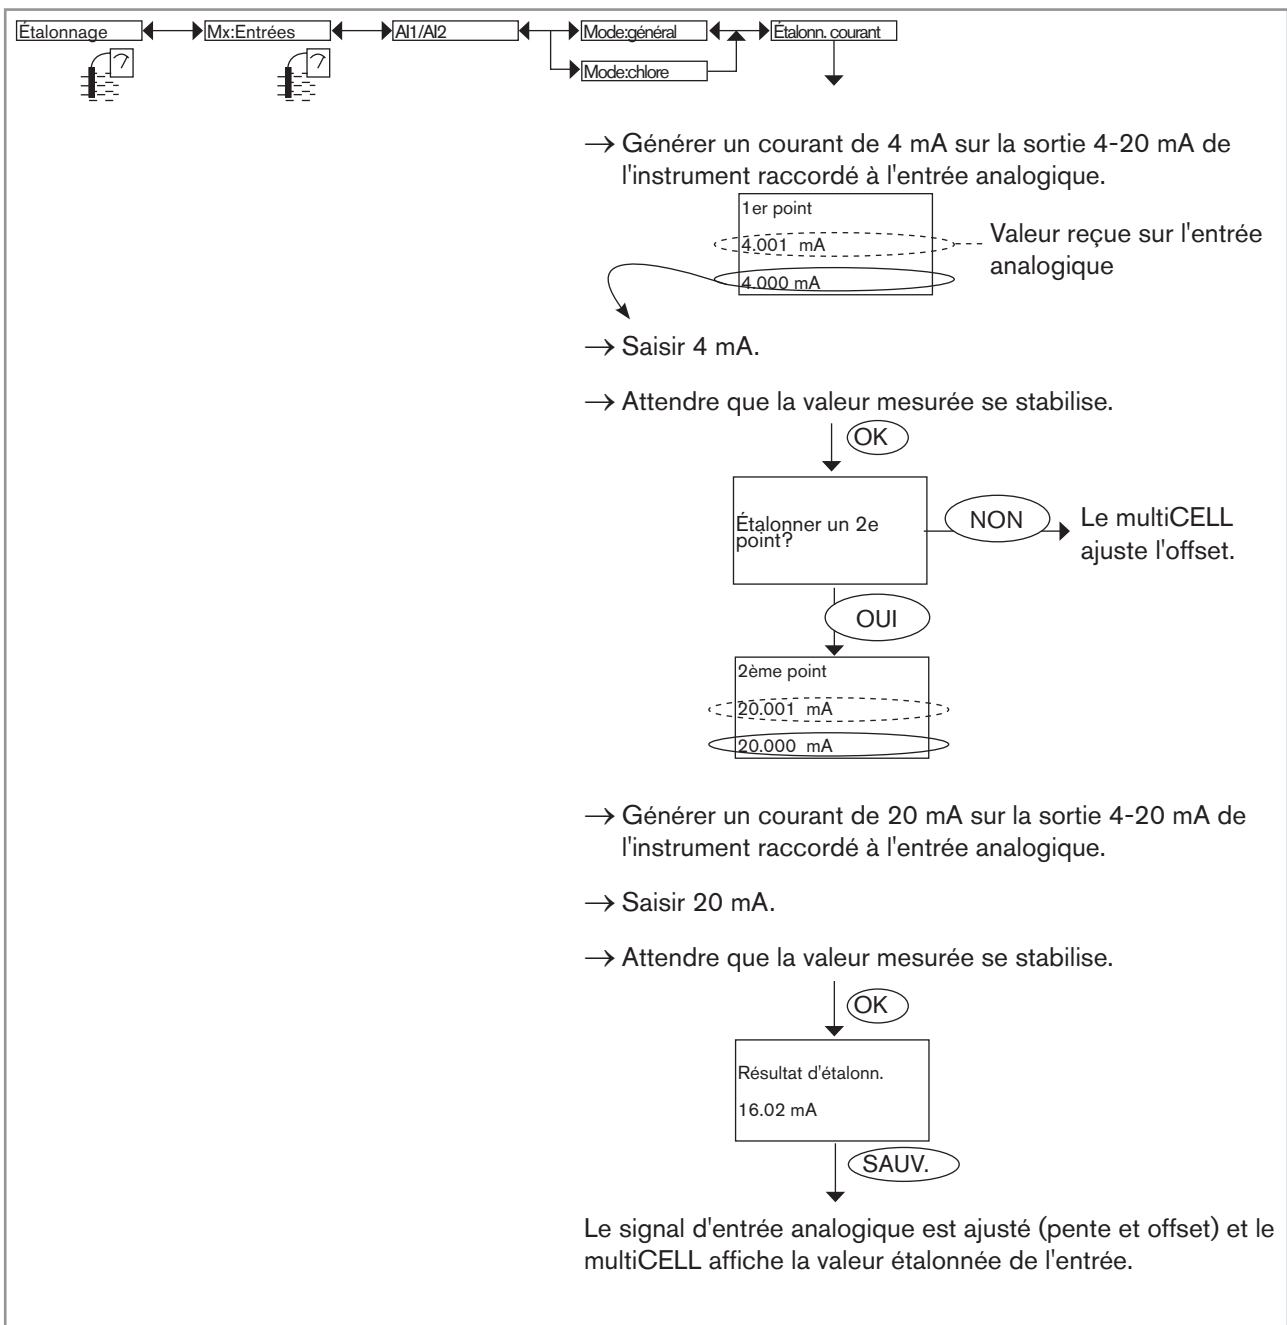 Étalonnage
Mx:Entrées
AI1/AI2
Mode:général
Étalonn. courant
Mode:chlore
→ Générer un courant de 4 mA sur la sortie 4-20 mA de
l'instrument raccordé à l'entrée analogique.
1er point
4.001 mA
4.000 mA
Valeur reçue sur l'entrée
analogique
→ Saisir 4 mA.
→ Attendre que la valeur mesurée se stabilise.
OK
Étalonner un 2e
point?
NON
Le multiCELL
ajuste l'offset.
OUI
2ème point
20.001 mA
20.000 mA
→ Générer un courant de 20 mA sur la sortie 4-20 mA de
l'instrument raccordé à l'entrée analogique.
→ Saisir 20 mA.
→ Attendre que la valeur mesurée se stabilise.
OK
Résultat d'étalonn.
16.02 mA
SAUV.
Le signal d'entrée analogique est ajusté (pente et offset) et le
multiCELL affiche la valeur étalonnée de l'entrée.